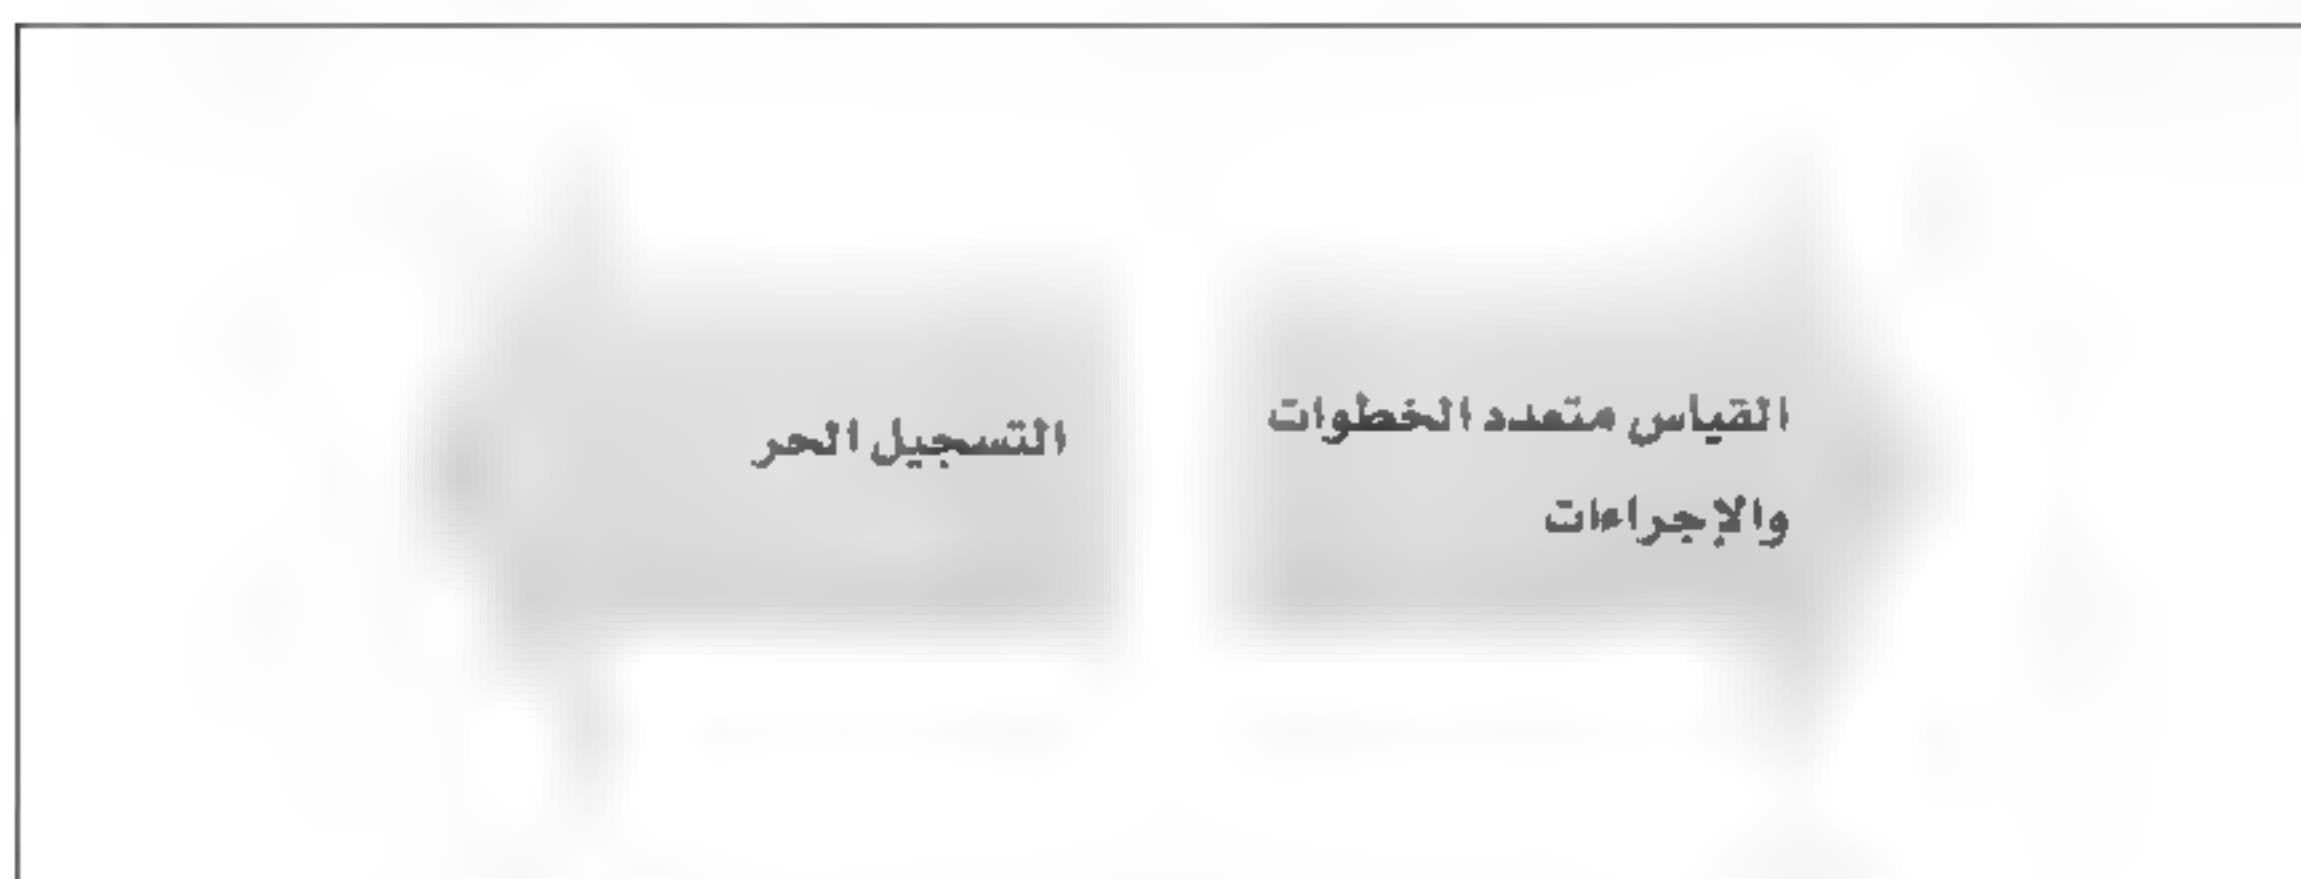 القياس متعدد الخطوات
والإجراءات
التسجيل الحر